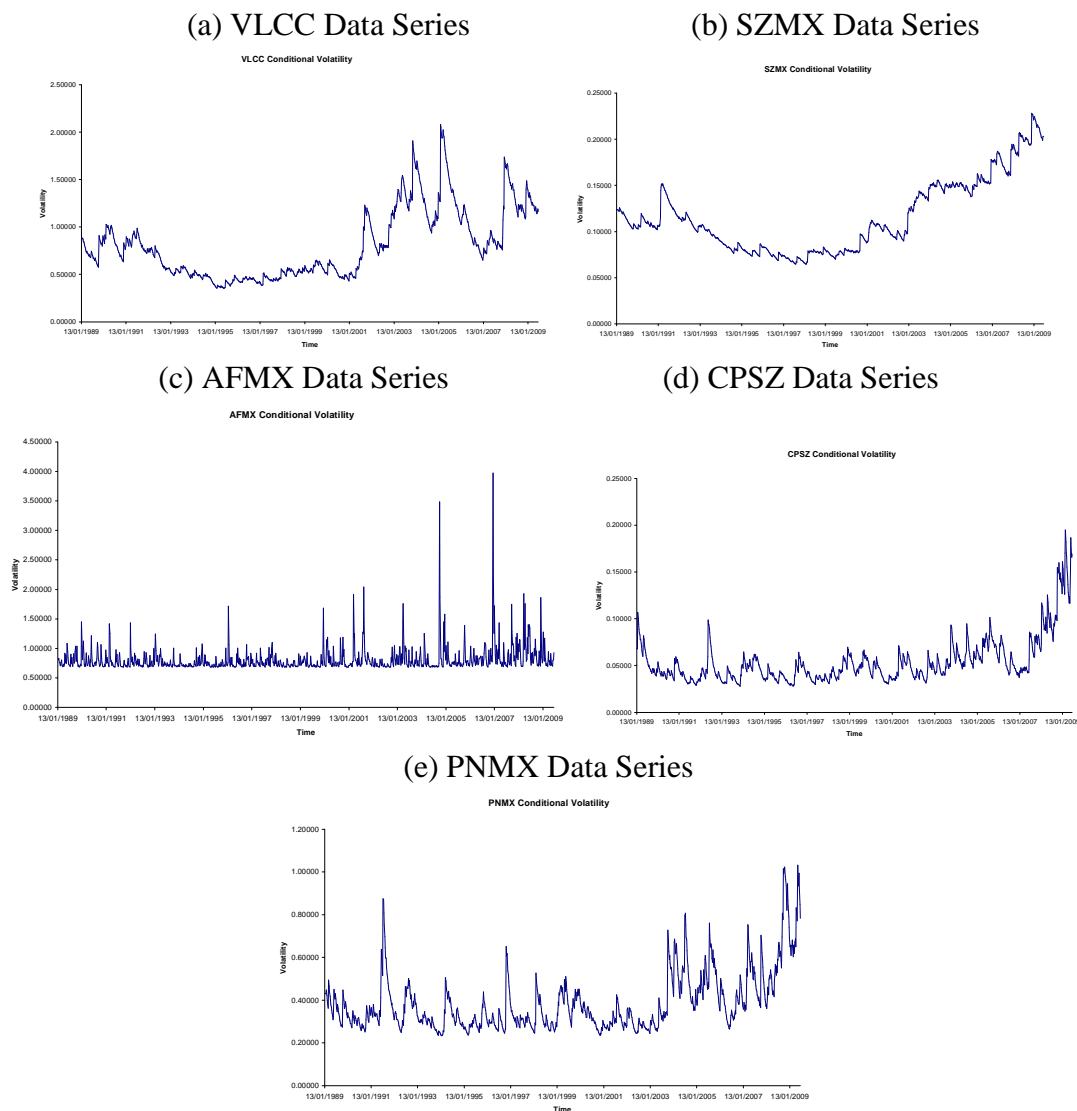 (a) VLCC Data Series
(b) SZMX Data Series
VLCC Conditional Volatility
SZMX Conditional Volatility
2.50000
2.00000
1.50000
1.00000
0.50000
0.00000
Volatility
13/01/1989 13/01/1991 13/01/1993 13/01/1995 13/01/1997 13/01/1999 13/01/2001 13/01/2003 13/01/2005 13/01/2007 13/01/2009
Time
0.25000
0.20000
0.15000
0.10000
0.05000
0.00000
Volatility
13/01/1989 13/01/1991 13/01/1993 13/01/1995 13/01/1997 13/01/1999 13/01/2001 13/01/2003 13/01/2005 13/01/2007 13/01/2009
Time
(c) AFMX Data Series
(d) CPSZ Data Series
AFMX Conditional Volatility
4.50000
4.00000
3.50000
3.00000
2.50000
2.00000
1.50000
1.00000
0.50000
0.00000
Volatility
13/01/1989 13/01/1991 13/01/1993 13/01/1995 13/01/1997 13/01/1999 13/01/2001 13/01/2003 13/01/2005 13/01/2007 13/01/2009
Time
CPSZ Conditional Volatility
0.25000
0.20000
0.15000
0.10000
0.05000
0.00000
Volatility
13/01/1989 13/01/1991 13/01/1993 13/01/1995 13/01/1997 13/01/1999 13/01/2001 13/01/2003 13/01/2005 13/01/2007 13/01/2009
Time
(e) PNMX Data Series
PNMX Conditional Volatility
1.20000
1.00000
0.80000
0.60000
0.40000
0.20000
0.00000
Volatility
13/01/1989 13/01/1991 13/01/1993 13/01/1995 13/01/1997 13/01/1999 13/01/2001 13/01/2003 13/01/2005 13/01/2007 13/01/2009
Time